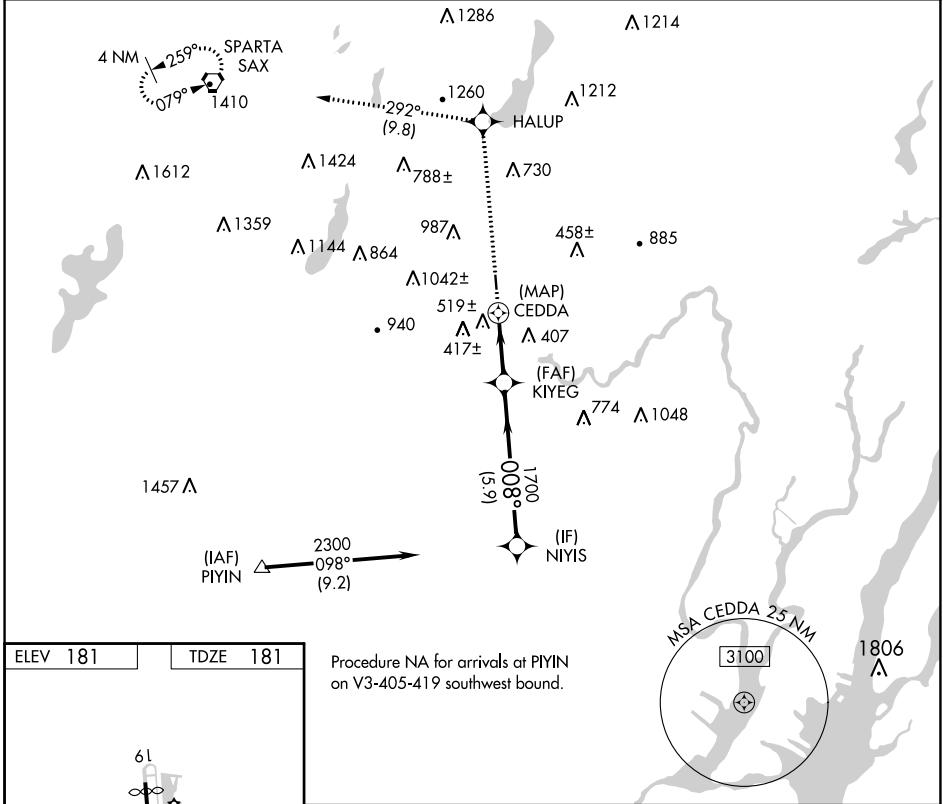 1286
1214
4 NM
259°
SPARTA
SAX
079°
1410
1260
1212
292°
(9.8)
HALUP
1612
1424
788±
730
1359
987
458±
885
1144
864
1042±
(MAP)
CEDDA
519±
940
417±
407
(FAF)
KIYEG
774
1048
1457
1700
008°
(5.9)
(IF)
NIYIS
(IAF)
PIYIN
2300
098°
(9.2)
MSA CEDDA 25 NM
3100
1806
ELEV 181
TDZE 181
Procedure NA for arrivals at PIYIN
on V3-405-419 southwest bound.
19